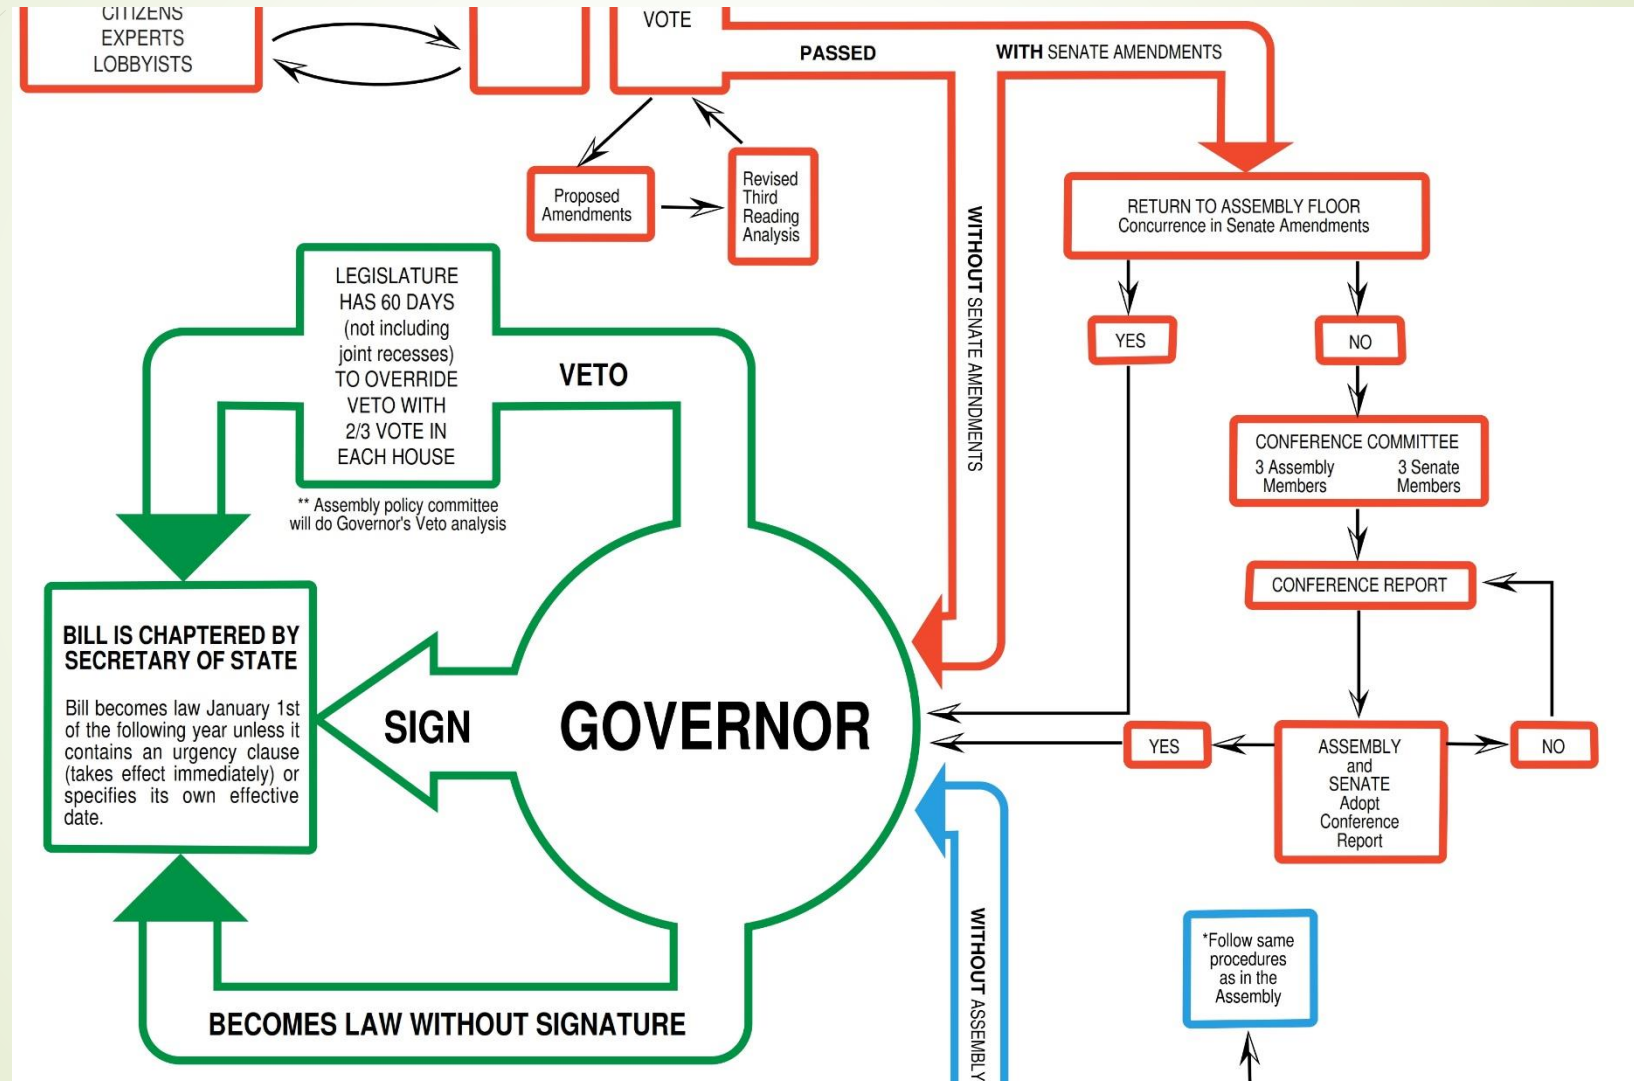 CITIZENS
EXPERTS
LOBBYISTS
VOTE
PASSED
WITH SENATE AMENDMENTS
Proposed
Amendments
Revised
Third
Reading
Analysis
WITHOUT SENATE AMENDMENTS
RETURN TO ASSEMBLY FLOOR
Concurrence in Senate Amendments
YES
NO
CONFERENCE COMMITTEE
3 Assembly
Members
3 Senate
Members
CONFERENCE REPORT
ASSEMBLY
and
SENATE
Adopt
Conference
Report
YES
NO
LEGISLATURE
HAS 60 DAYS
(not including
joint recesses)
TO OVERRIDE
VETO WITH
2/3 VOTE IN
EACH HOUSE
VETO
** Assembly policy committee
will do Governor's Veto analysis
BILL IS CHAPTERED BY
SECRETARY OF STATE
Bill becomes law January 1st
of the following year unless it
contains an urgency clause
(takes effect immediately) or
specifies its own effective
date.
SIGN
GOVERNOR
BECOMES LAW WITHOUT SIGNATURE
WITHOUT ASSEMBLY
*Follow same
procedures
as in the
Assembly